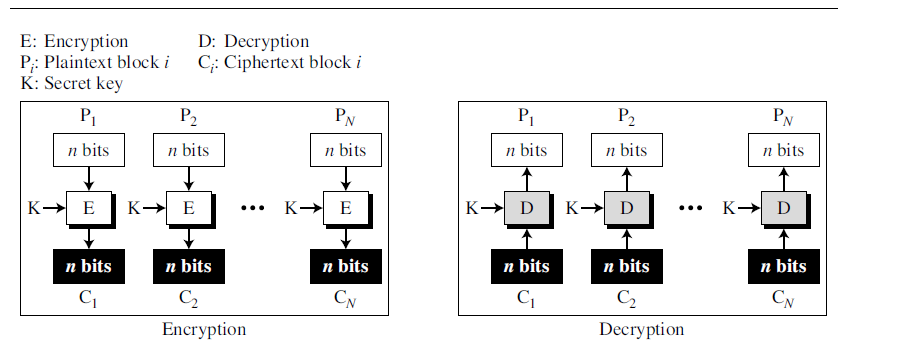 E: Encryption D: Decryption
Pi: Plaintext block i Ci: Ciphertext block i
K: Secret key
P1 P2 PN P1 P2 PN
n bits n bits n bits n bits n bits n bits
K E K E ••• K E K D K D ••• K D
n bits n bits n bits n bits n bits n bits
C1 C2 CN C1 C2 CN
Encryption Decryption